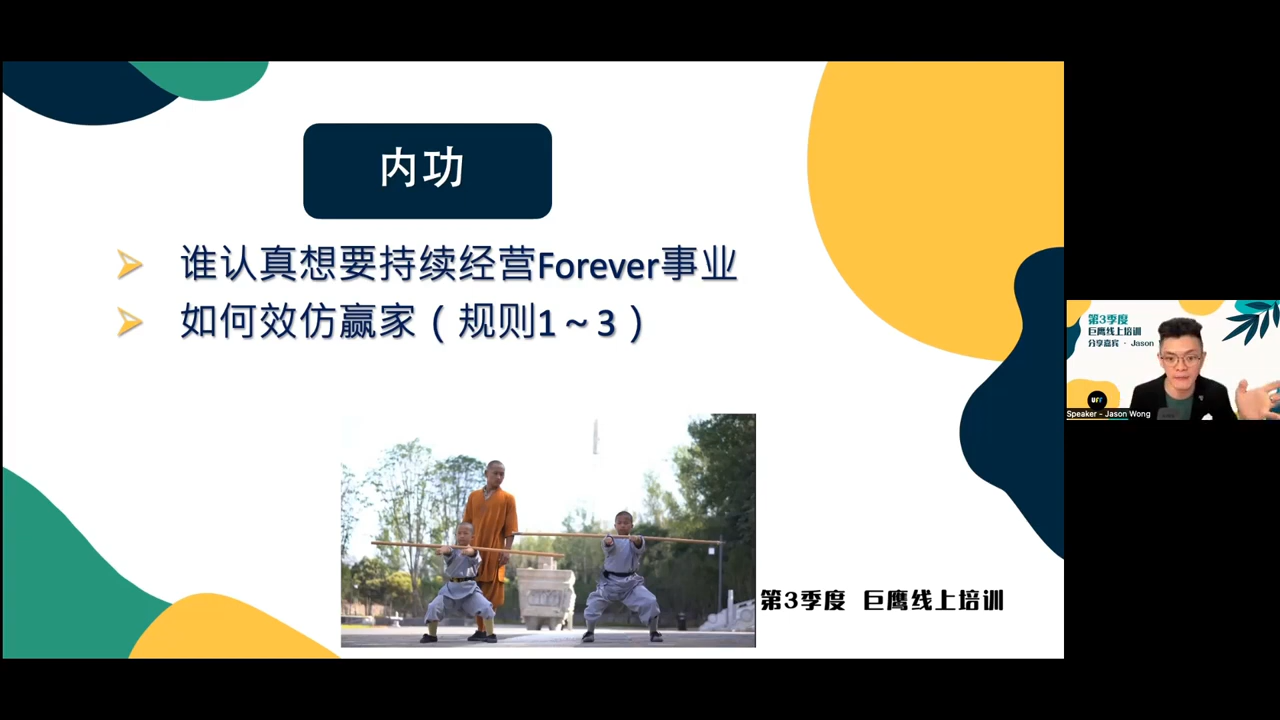 内功
谁认真想要持续经营Forever事业
如何效仿赢家（规则1～3）
第3季度 巨鹰线上培训
第3季度
巨鹰线上培训
分享嘉宾 - Jason
Speaker - Jason Wong